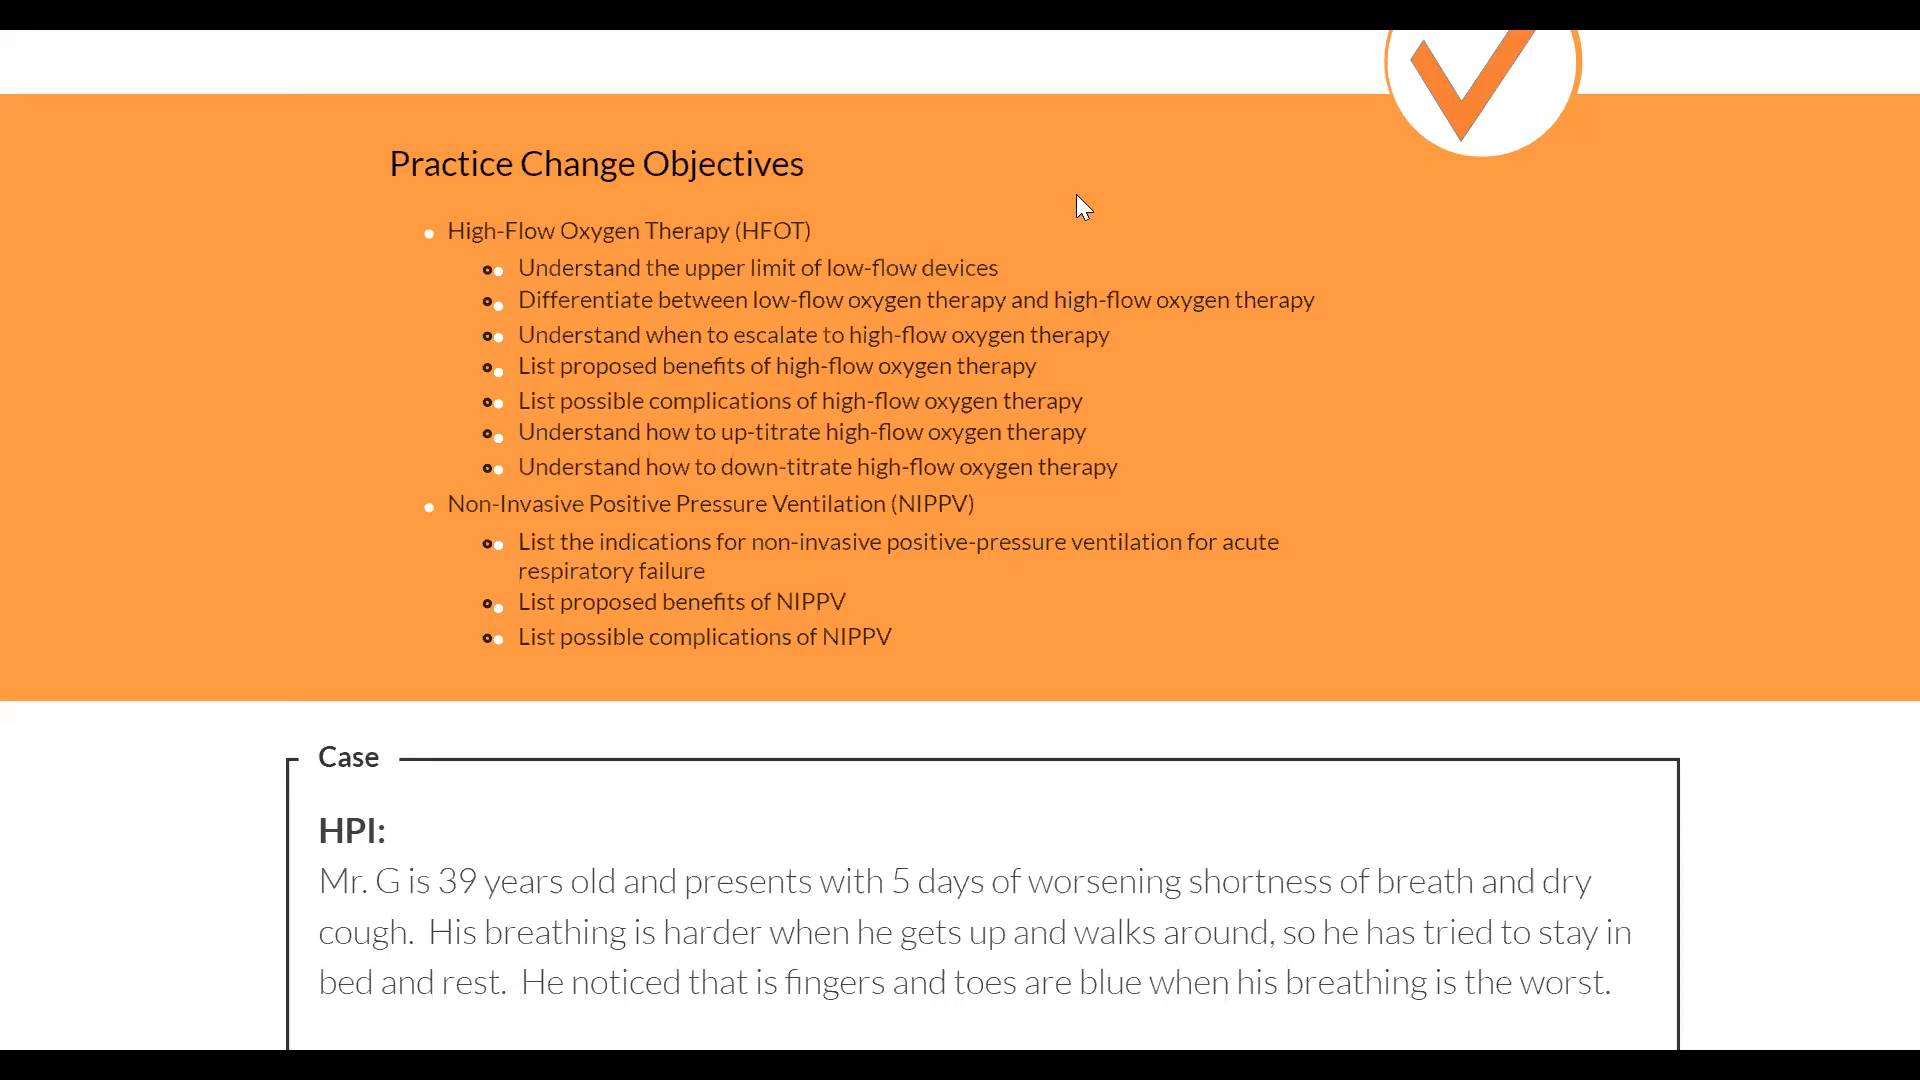 Practice Change Objectives
High-Flow Oxygen Therapy (HFOT)
Understand the upper limit of low-flow devices
Differentiate between low-flow oxygen therapy and high-flow oxygen therapy
Understand when to escalate to high-flow oxygen therapy
List proposed benefits of high-flow oxygen therapy
List possible complications of high-flow oxygen therapy
Understand how to up-titrate high-flow oxygen therapy
Understand how to down-titrate high-flow oxygen therapy
Non-Invasive Positive Pressure Ventilation (NIPPV)
List the indications for non-invasive positive-pressure ventilation for acute
respiratory failure
List proposed benefits of NIPPV
List possible complications of NIPPV
Case
HPI:
Mr. G is 39 years old and presents with 5 days of worsening shortness of breath and dry
cough.  His breathing is harder when he gets up and walks around, so he has tried to stay in
bed and rest.  He noticed that is fingers and toes are blue when his breathing is the worst.